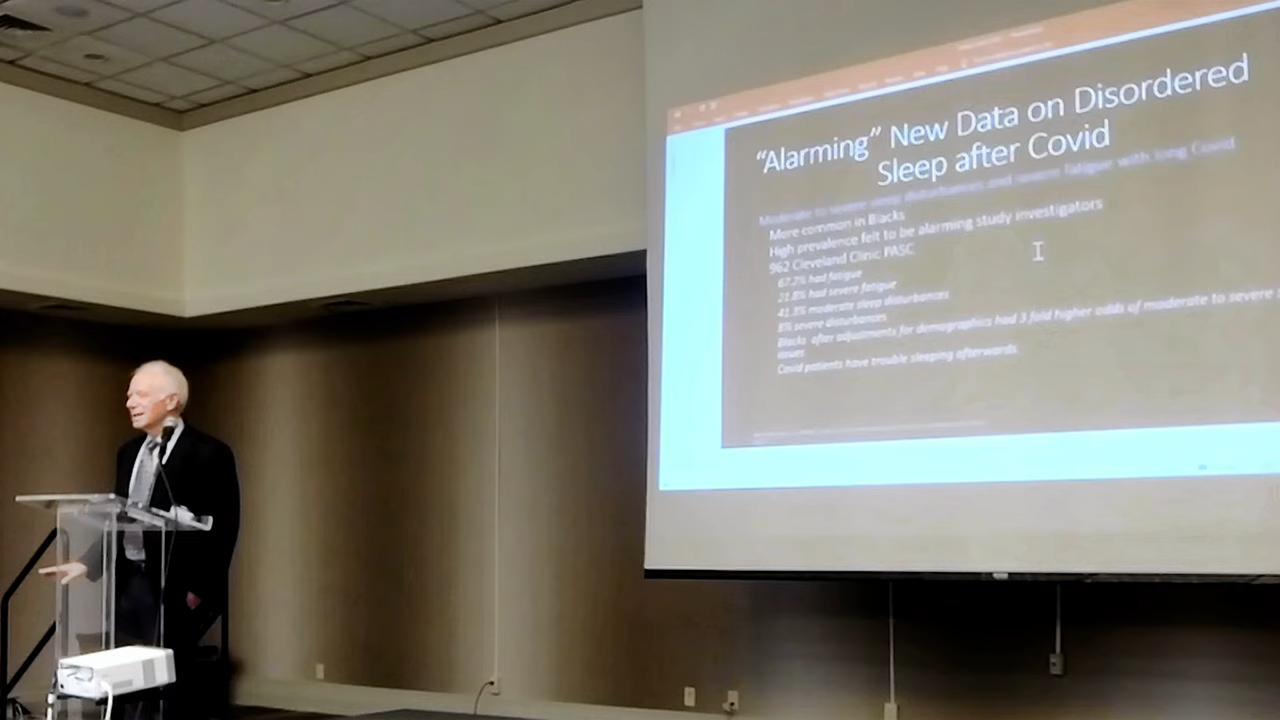 “Alarming” New Data on Disordered
Sleep after Covid
Moderate to severe sleep disturbances and severe fatigue with long Covid
More common in Blacks
High prevalence felt to be alarming study investigators
962 Cleveland Clinic PASC
67.2% had fatigue
21.8% had severe fatigue
41.3% moderate sleep disturbances
8% severe disturbances
Blacks after adjustments for demographics had 3 fold higher odds of moderate to severe
issues
Covid patients have trouble sleeping afterwards